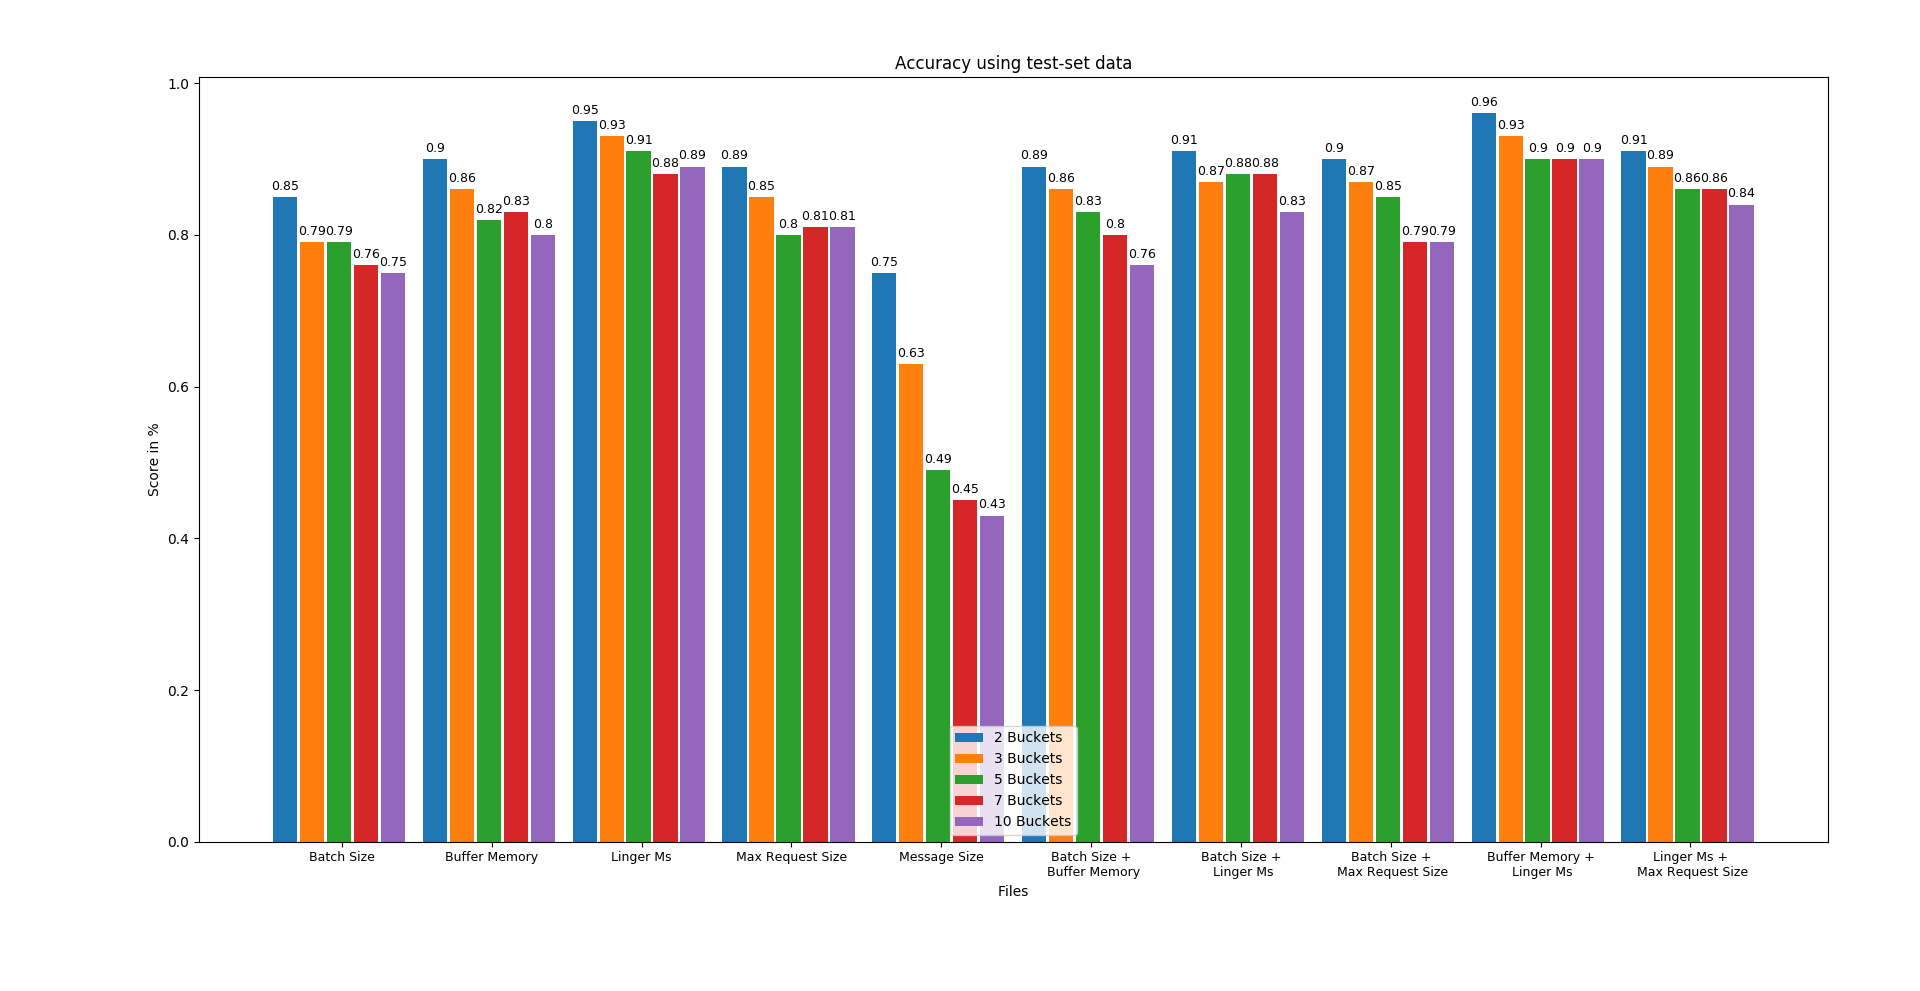 Accuracy using test-set data
1.0
0.8
0.6
0.4
0.2
0.0
Score in %
0.85 0.79 0.79 0.76 0.75
0.9 0.86 0.82 0.83 0.8
0.95 0.93 0.91 0.88 0.89
0.89 0.85 0.8 0.81 0.81
0.75 0.63 0.49 0.45 0.43
0.89 0.86 0.83 0.8 0.76
0.91 0.87 0.88 0.88 0.83
0.9 0.87 0.85 0.79 0.79
0.96 0.93 0.9 0.9 0.9
0.91 0.89 0.86 0.86 0.84
2 Buckets
3 Buckets
5 Buckets
7 Buckets
10 Buckets
Batch Size
Buffer Memory
Linger Ms
Max Request Size
Message Size
Batch Size +
Buffer Memory
Batch Size +
Linger Ms
Batch Size +
Max Request Size
Buffer Memory +
Linger Ms
Linger Ms +
Max Request Size
Files